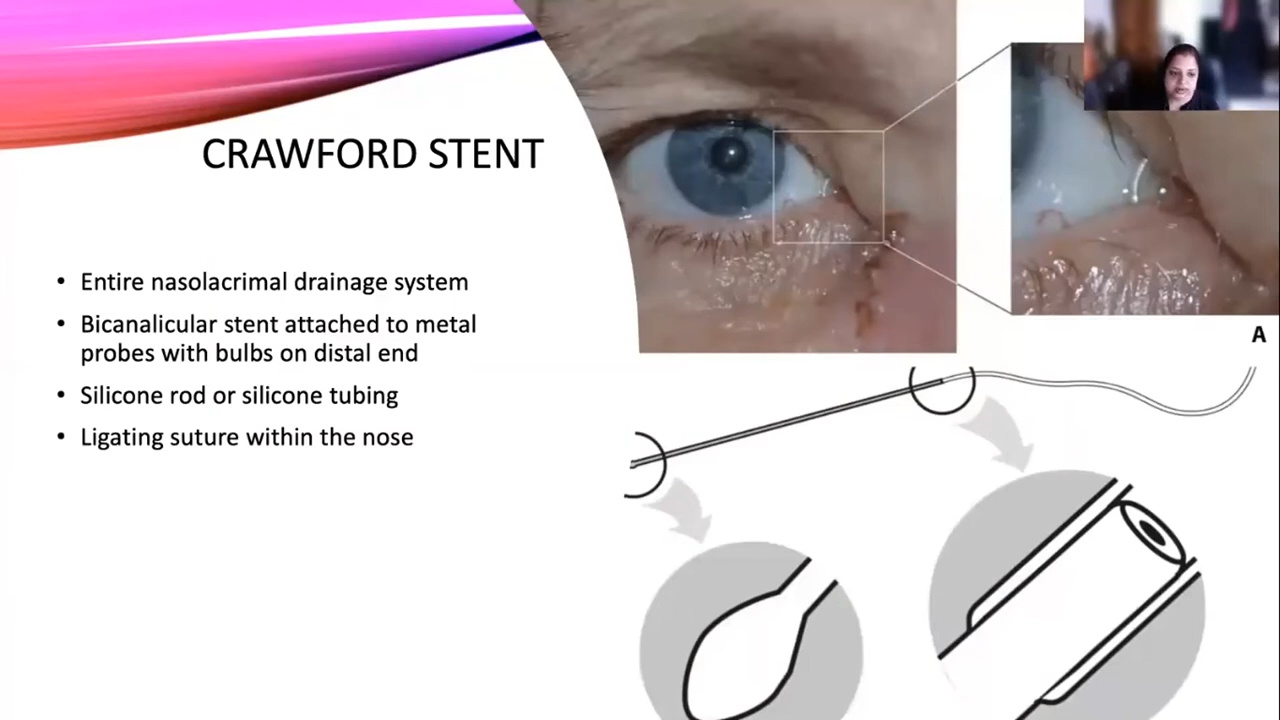 CRAWFORD STENT
• Entire nasolacrimal drainage system
• Bicanalicular stent attached to metal
probes with bulbs on distal end
• Silicone rod or silicone tubing
• Ligating suture within the nose
A